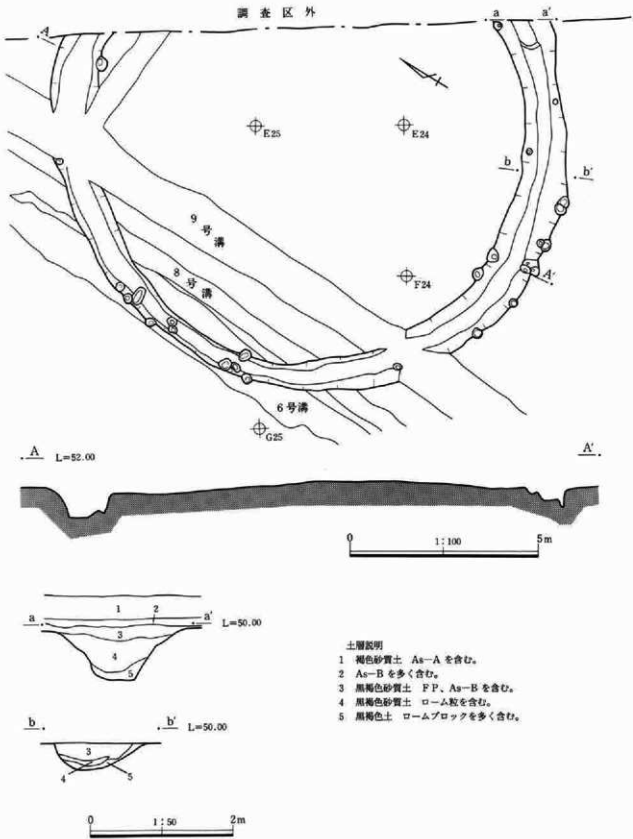 調査区外
a a'
A
E25 E24
b b'
9号溝
8号溝
F24
A'
6号溝
G25
A L=52.00 A'
0 1:100 5m
1 2
a a' L=50.00
3
4
5
b b' L=50.00
3
4 5
0 1:50 2m
土層説明
1 褐色砂質土 As-Aを含む。
2 As-Bを多く含む。
3 黒褐色砂質土 FP、As-Bを含む。
4 黒褐色砂質土 ローム粒を含む。
5 黒褐色土 ロームブロックを多く含む。